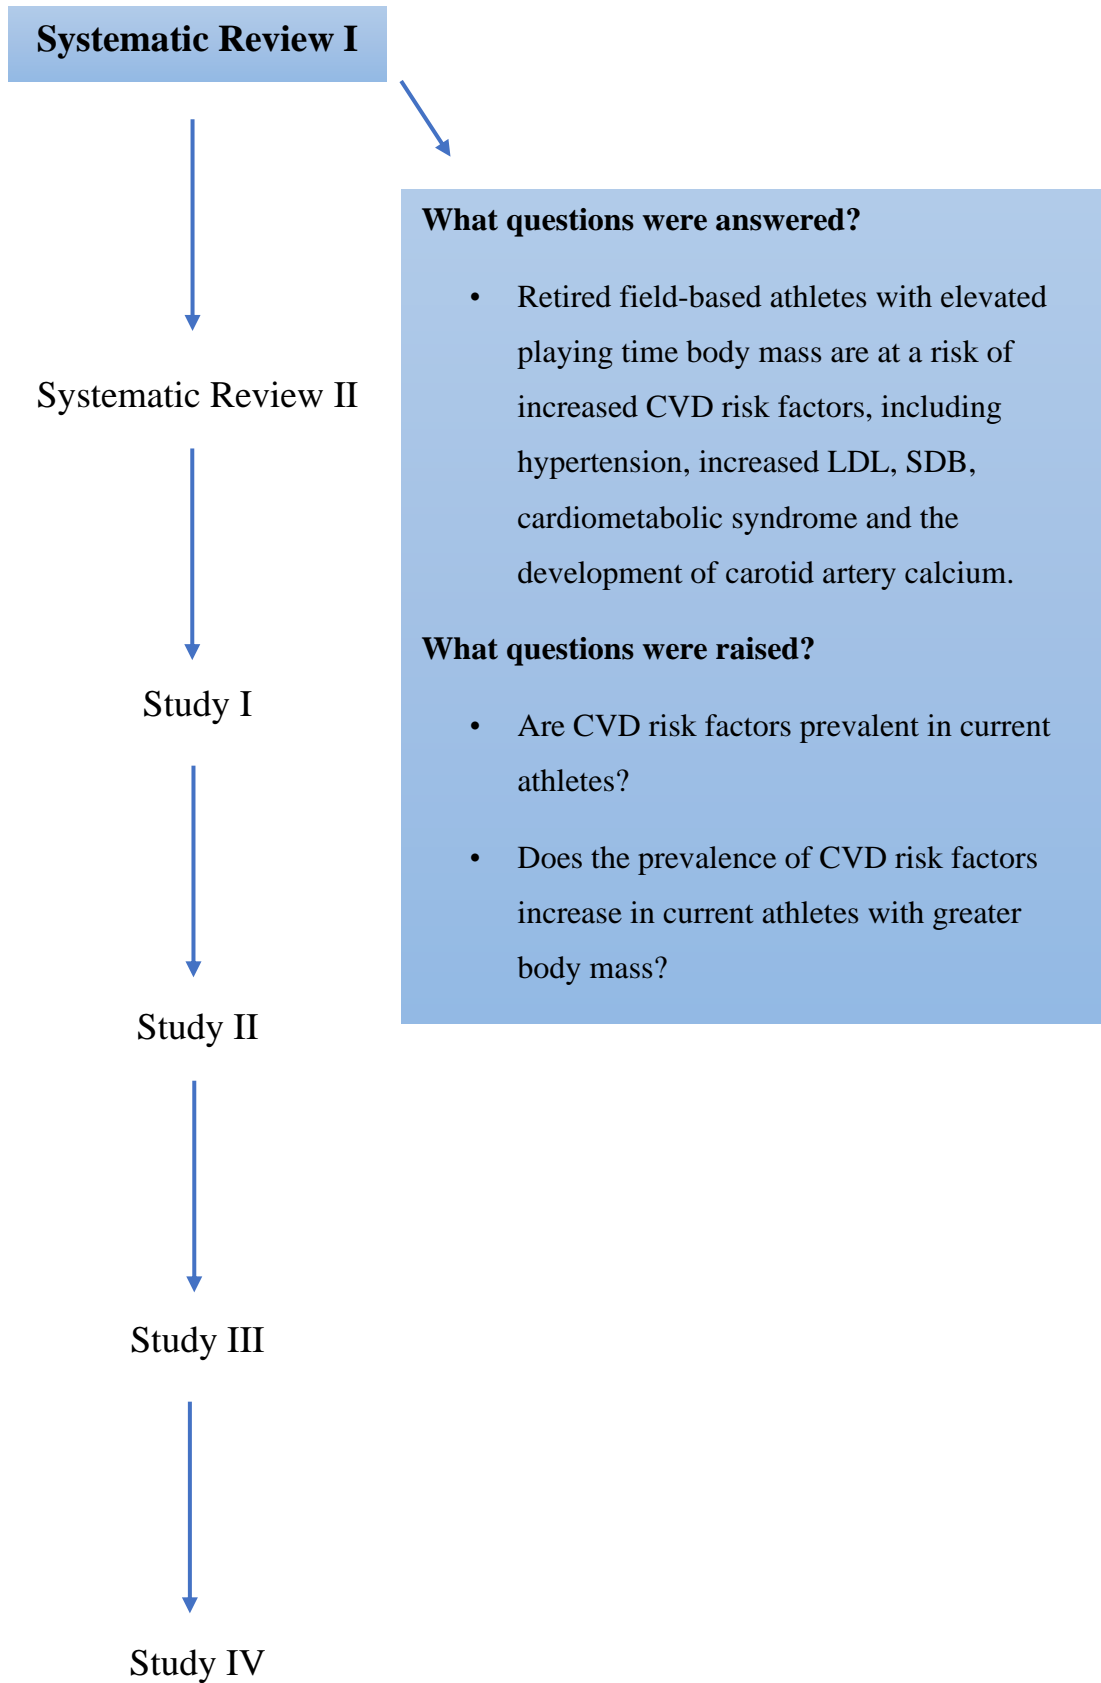 Systematic Review I
What questions were answered?
• Retired field-based athletes with elevated
playing time body mass are at a risk of
increased CVD risk factors, including
hypertension, increased LDL, SDB,
cardiometabolic syndrome and the
development of carotid artery calcium.
What questions were raised?
• Are CVD risk factors prevalent in current
athletes?
• Does the prevalence of CVD risk factors
increase in current athletes with greater
body mass?
Systematic Review II
Study I
Study II
Study III
Study IV